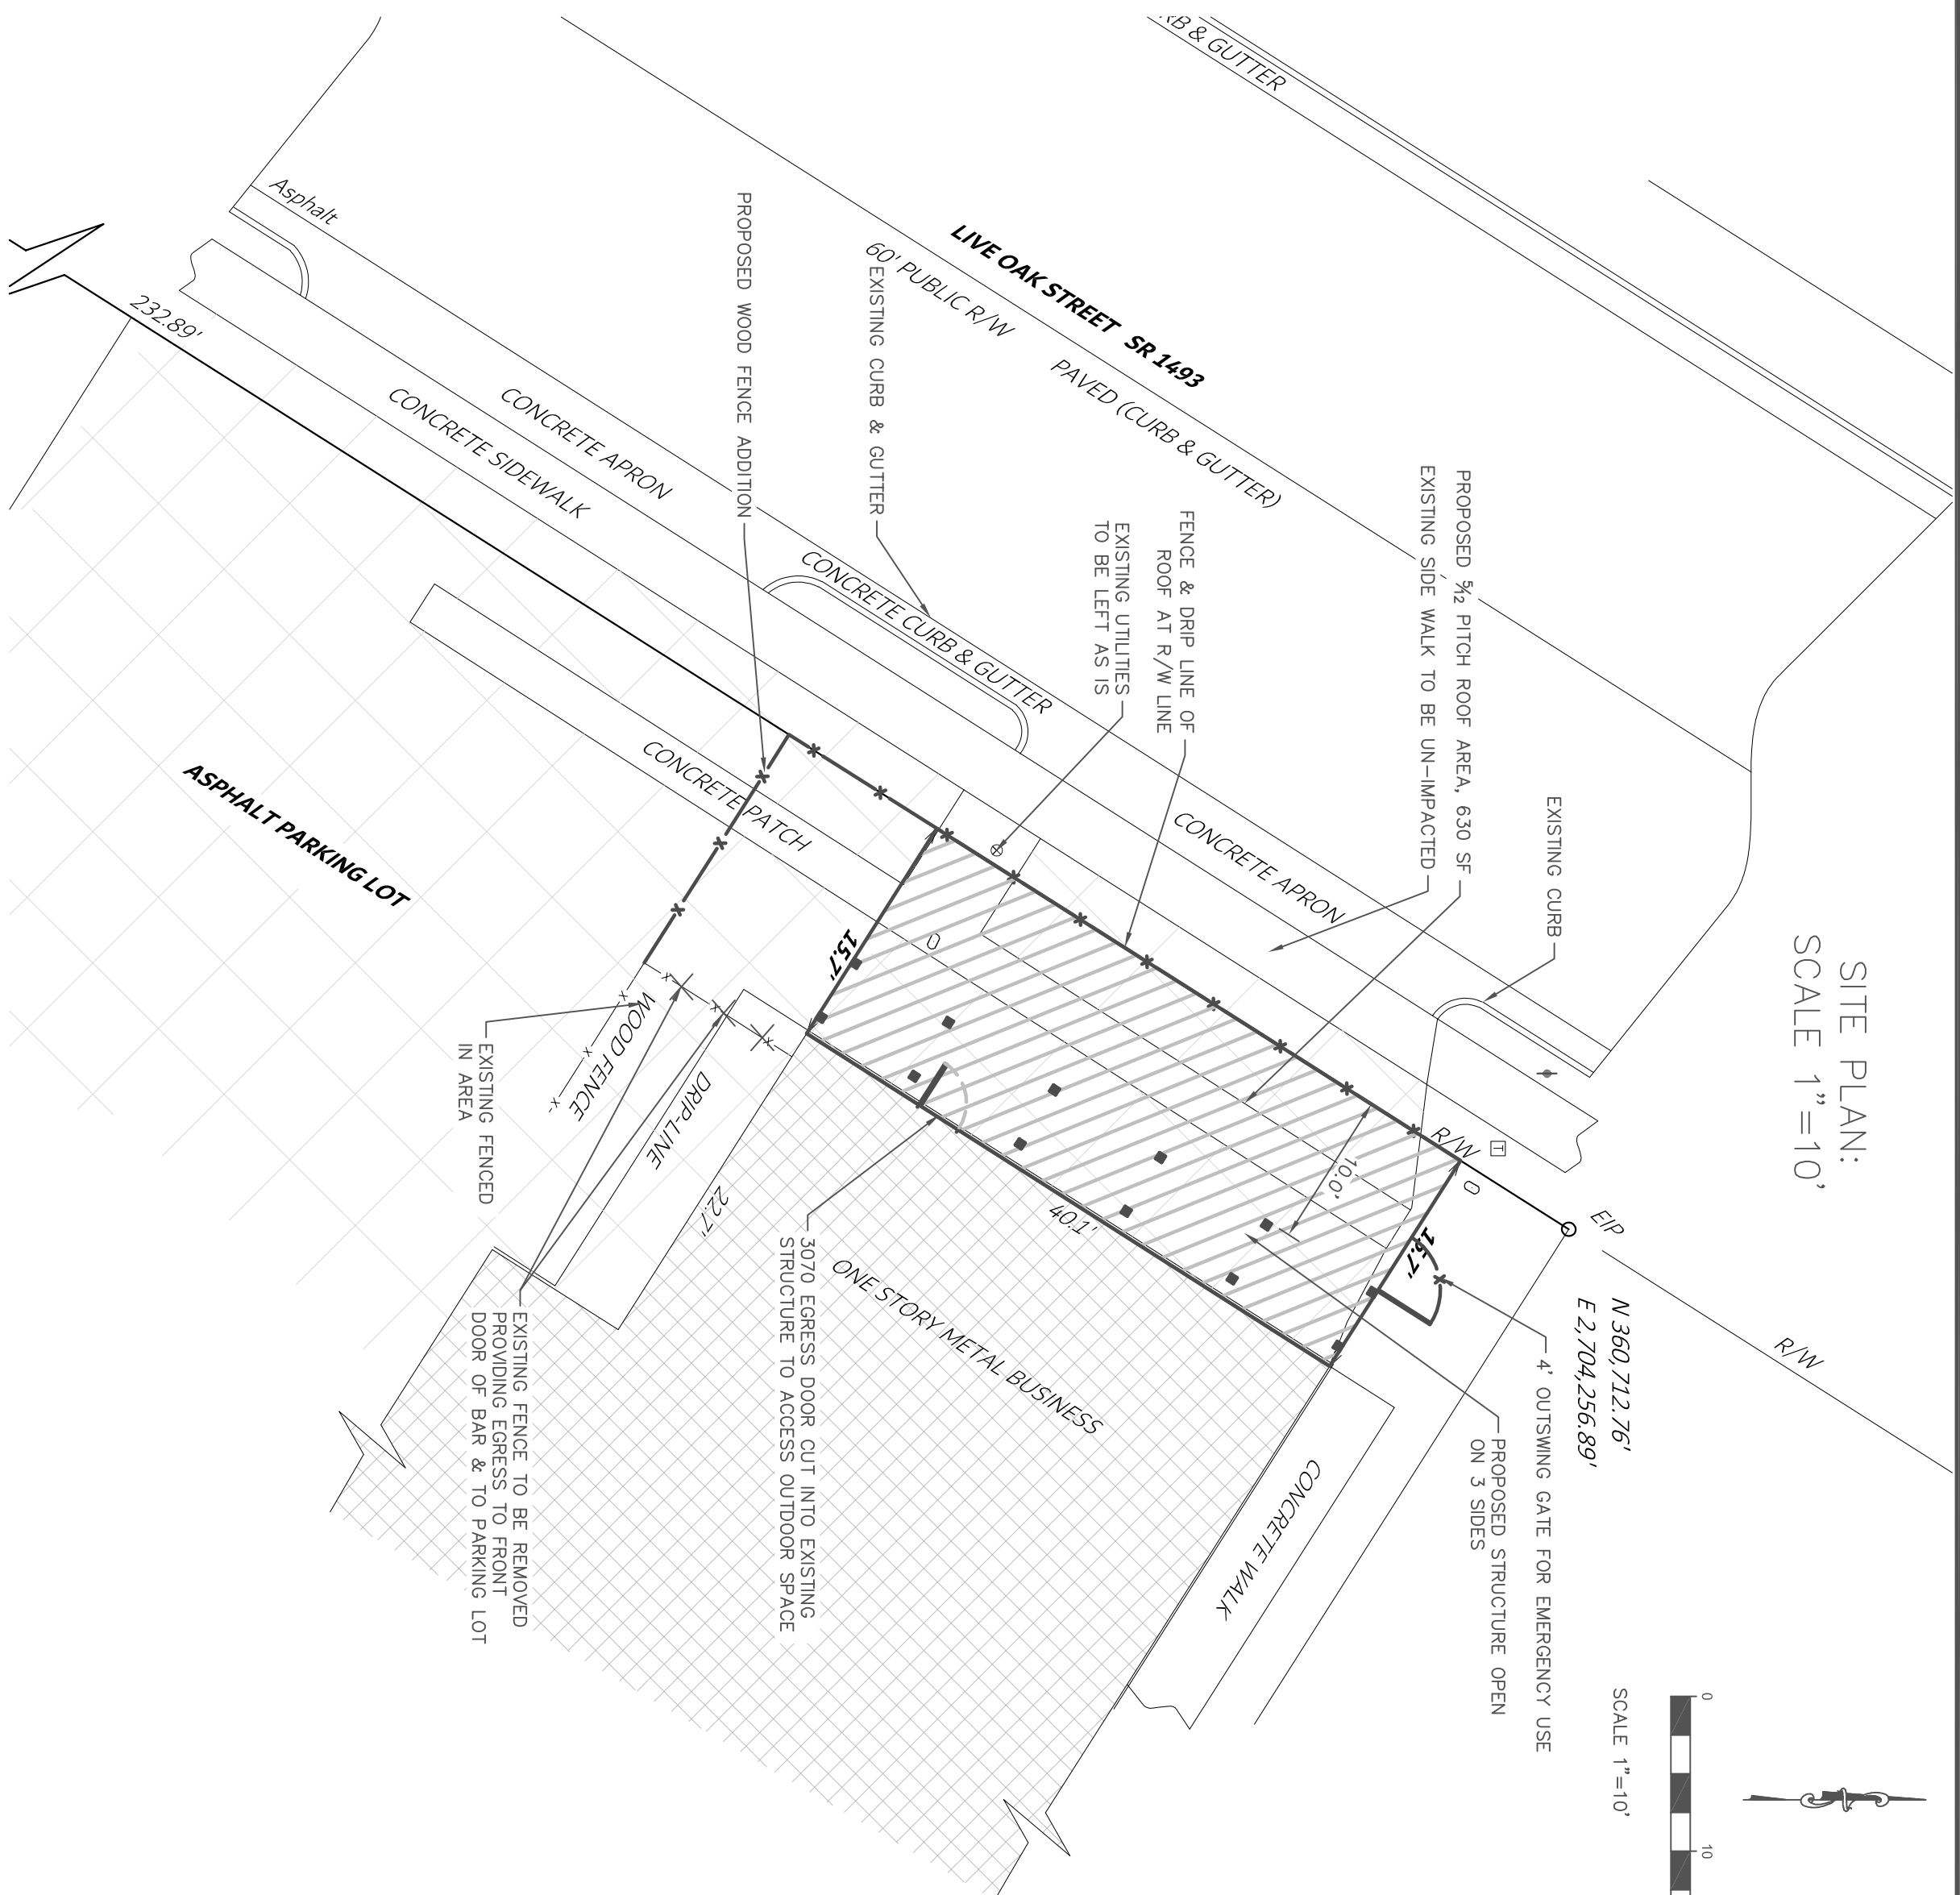 SITE PLAN:
SCALE 1"=10'
RB & GUTTER
LIVE OAK STREET SR 1493
60' PUBLIC R/W PAVED (CURB & GUTTER)
Asphalt
232.89'
CONCRETE APRON
CONCRETE SIDEWALK
PROPOSED WOOD FENCE ADDITION
EXISTING CURB & GUTTER
CONCRETE CURB & GUTTER
FENCE & DRIP LINE OF
ROOF AT R/W LINE
EXISTING UTILITIES
TO BE LEFT AS IS
PROPOSED 5/12 PITCH ROOF AREA, 630 SF
EXISTING SIDE WALK TO BE UN-IMPACTED
EXISTING CURB
CONCRETE APRON
CONCRETE PATCH
ASPHALT PARKING LOT
15.7'
10.0'
R/W
T
15.7'
EIP
R/W
N 360,712.76'
E 2,704,256.89'
4' OUTSWING GATE FOR EMERGENCY USE
PROPOSED STRUCTURE OPEN
ON 3 SIDES
WOOD FENCE
DRIP-LINE
22.7'
40.1'
ONE STORY METAL BUSINESS
CONCRETE WALK
EXISTING FENCED
IN AREA
3070 EGRESS DOOR CUT INTO EXISTING
STRUCTURE TO ACCESS OUTDOOR SPACE
EXISTING FENCE TO BE REMOVED
PROVIDING EGRESS TO FRONT
DOOR OF BAR & TO PARKING LOT
SCALE 1"=10'
0
10